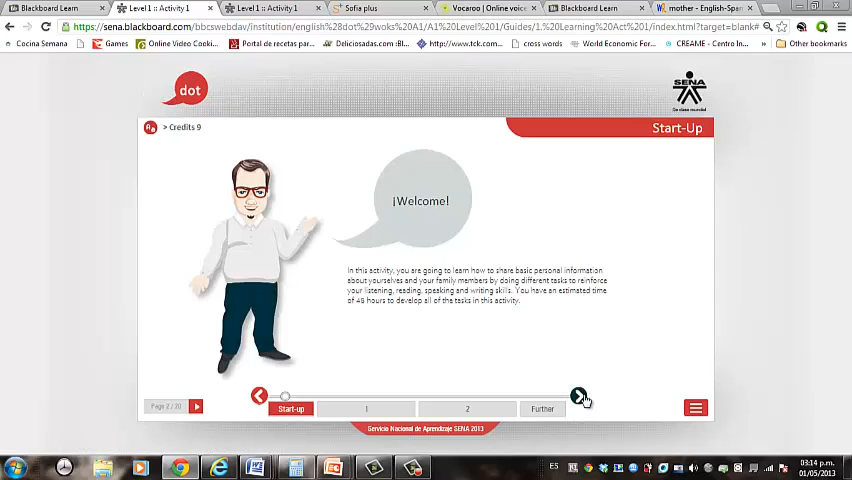 Blackboard Learn
Level 1 :: Activity 1
Level 1 :: Activity 1
Sofia plus
Vocaroo | Online voice
Blackboard Learn
mother - English-Span
https://sena.blackboard.com/bbcswebdav/institution/english%20dot%20woks%20A1/A1%20Level%201/Guides/1.%20Learning%20Act%201/index.html?target=blank#
Cocina Semana
Games
Online Video Cooki...
Portal de recetas par...
Deliciosadas.com :B...
http://www.tck.com...
cross words
World Economic For...
CREAME - Centro In...
Other bookmarks
dot
SENA
De clase mundial
> Credits 9
Start-Up
¡Welcome!
In this activity, you are going to learn how to share basic personal information
about yourselves and your family members by doing different tasks to reinforce
your listening, reading, speaking and writing skills. You have an estimated time
of 48 hours to develop all of the tasks in this activity.
Page 2 / 20
Start-up
1
2
Further
Servicio Nacional de Aprendizaje SENA 2013
ES
03:14 p.m.
01/05/2013